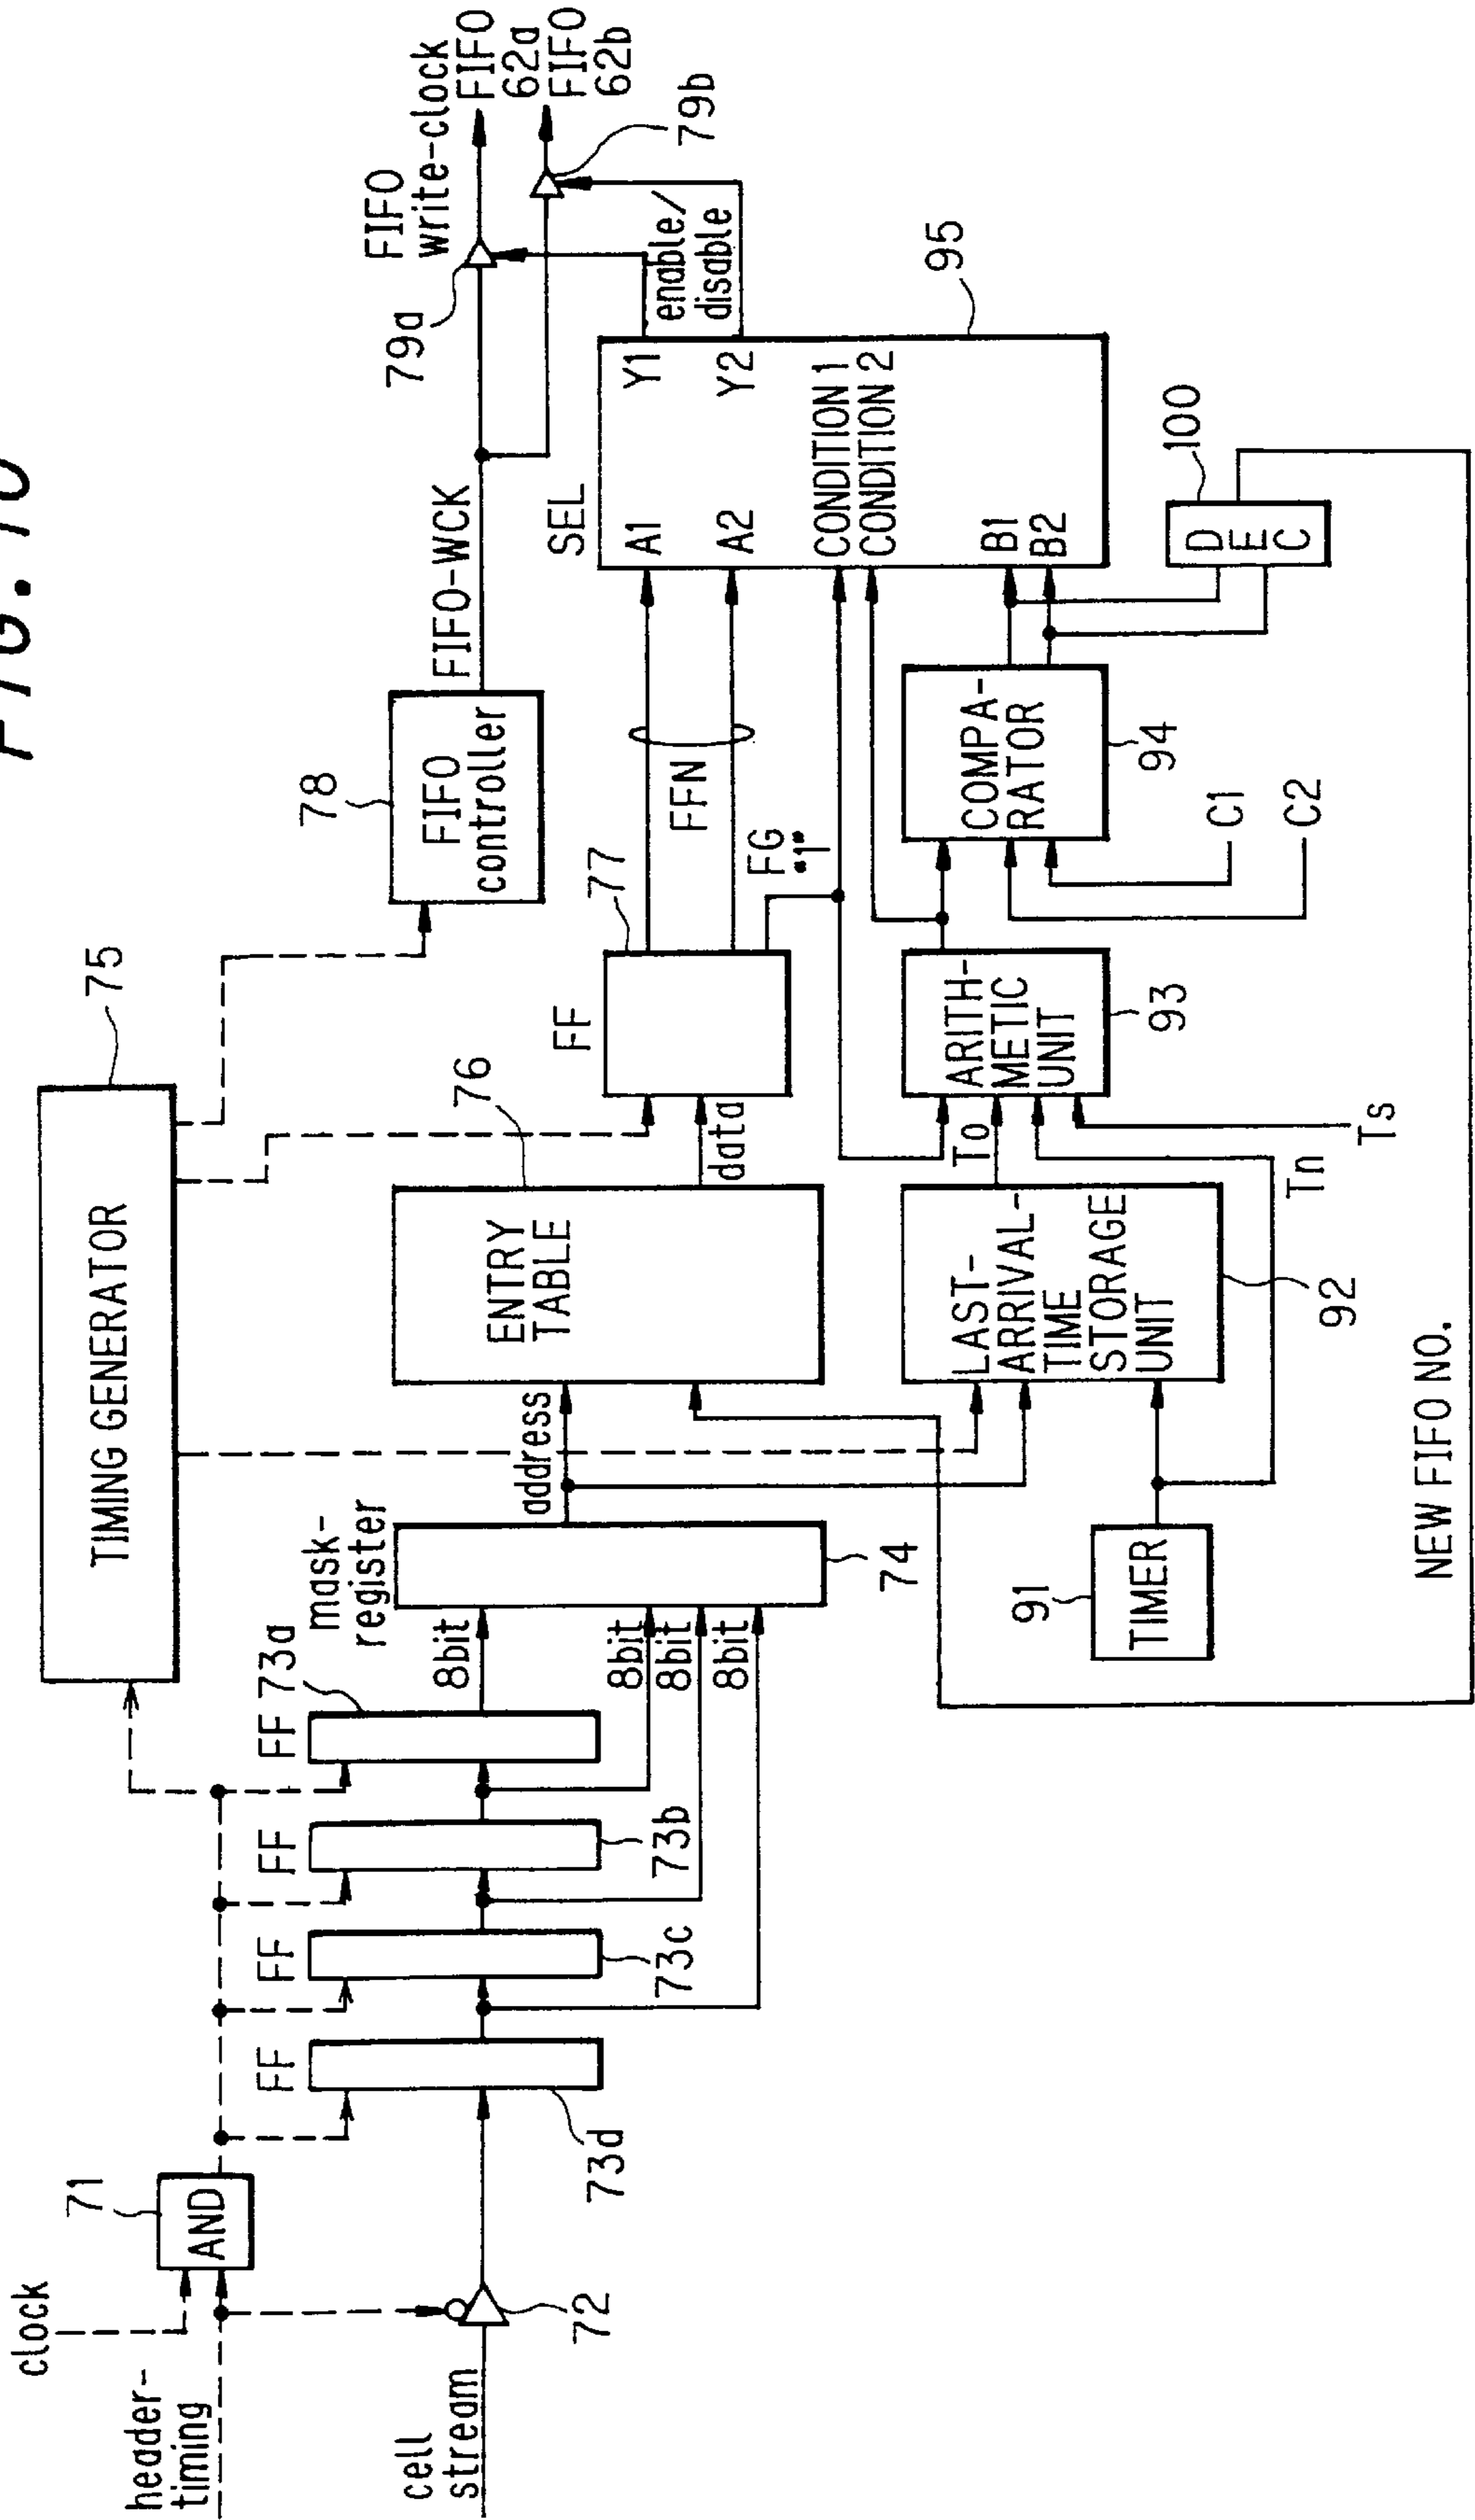 FIG. 10
clock
header-
timing
cell
stream
71
AND
72
FF
73d
FF
73c
FF
73b
FF 73a
8bit
8bit
8bit
8bit
mask-
register
74
address
TIMING GENERATOR
75
ENTRY
TABLE
76
data
FF
77
FFN
FG
"1"
78
FIFO
controller
FIFO-WCK
79a
79b
FIFO
write-clock
FIFO
62a
FIFO
62b
enable/
disable
SEL
A1
A2
Y1
Y2
CONDITION 1
CONDITION 2
B1
B2
95
91
TIMER
LAST-
ARRIVAL-
TIME
STORAGE
UNIT
92
To
Tn
Ts
ARITH-
METIC
UNIT
93
COMPA-
RATOR
94
C1
C2
DEC
100
NEW FIFO NO.